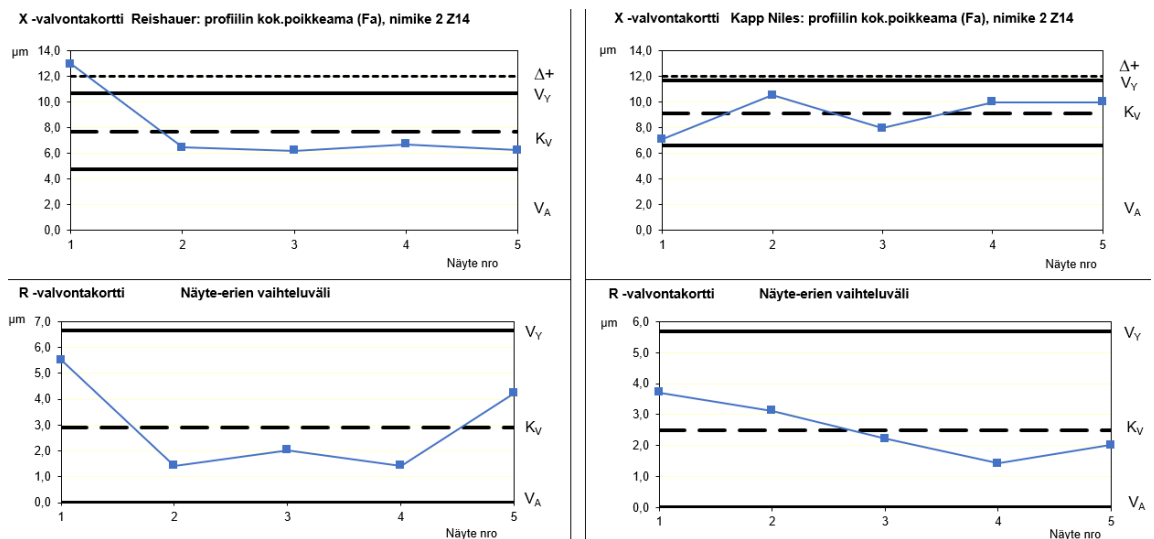 X -valvontakortti Reishauer: profiilin kok.poikkeama (Fa), nimike 2 Z14
µm
14,0
12,0
10,0
8,0
6,0
4,0
2,0
0,0
Δ+
VY
KV
VA
1 2 3 4 5
Näyte nro
X -valvontakortti Kapp Niles: profiilin kok.poikkeama (Fa), nimike 2 Z14
µm
14,0
12,0
10,0
8,0
6,0
4,0
2,0
0,0
Δ+
VY
KV
VA
1 2 3 4 5
Näyte nro
R -valvontakortti Näyte-erien vaihteluväli
µm
7,0
6,0
5,0
4,0
3,0
2,0
1,0
0,0
VY
KV
VA
1 2 3 4 5
Näyte nro
R -valvontakortti Näyte-erien vaihteluväli
µm
6,0
5,0
4,0
3,0
2,0
1,0
0,0
VY
KV
VA
1 2 3 4 5
Näyte nro